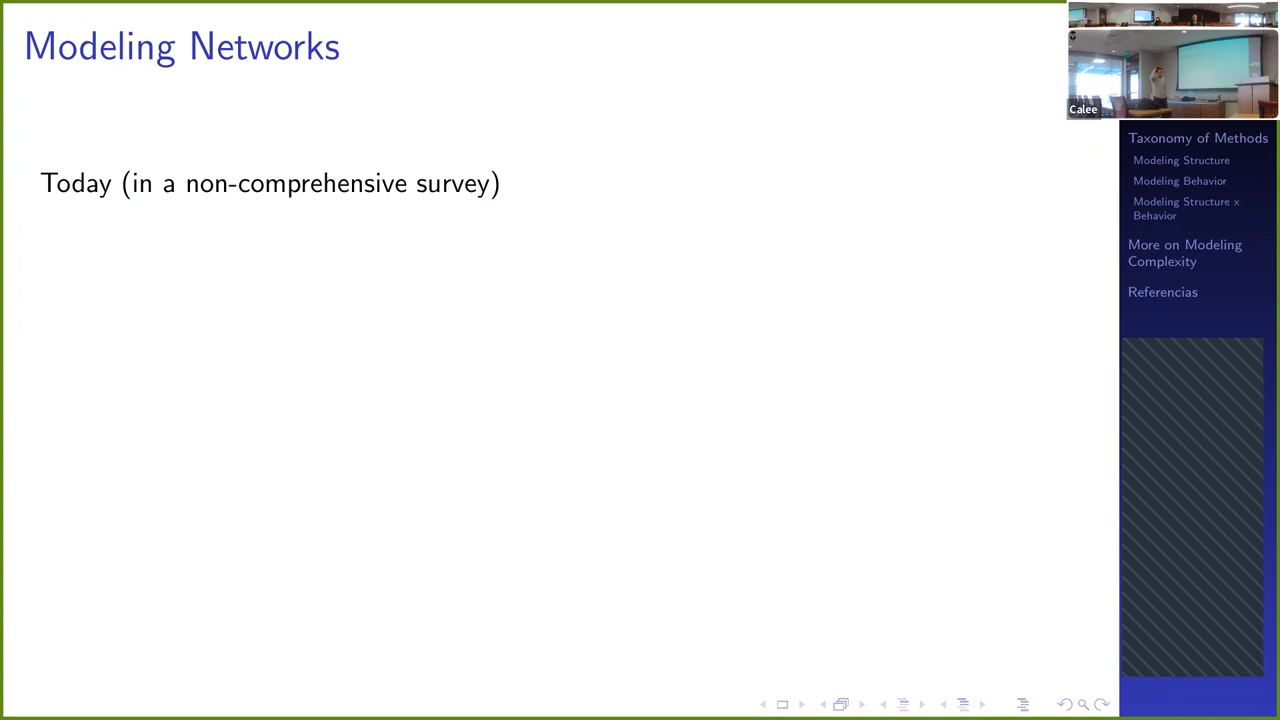 Modeling Networks
Today (in a non-comprehensive survey)
Calee
Taxonomy of Methods
Modeling Structure
Modeling Behavior
Modeling Structure x
Behavior
More on Modeling
Complexity
Referencias